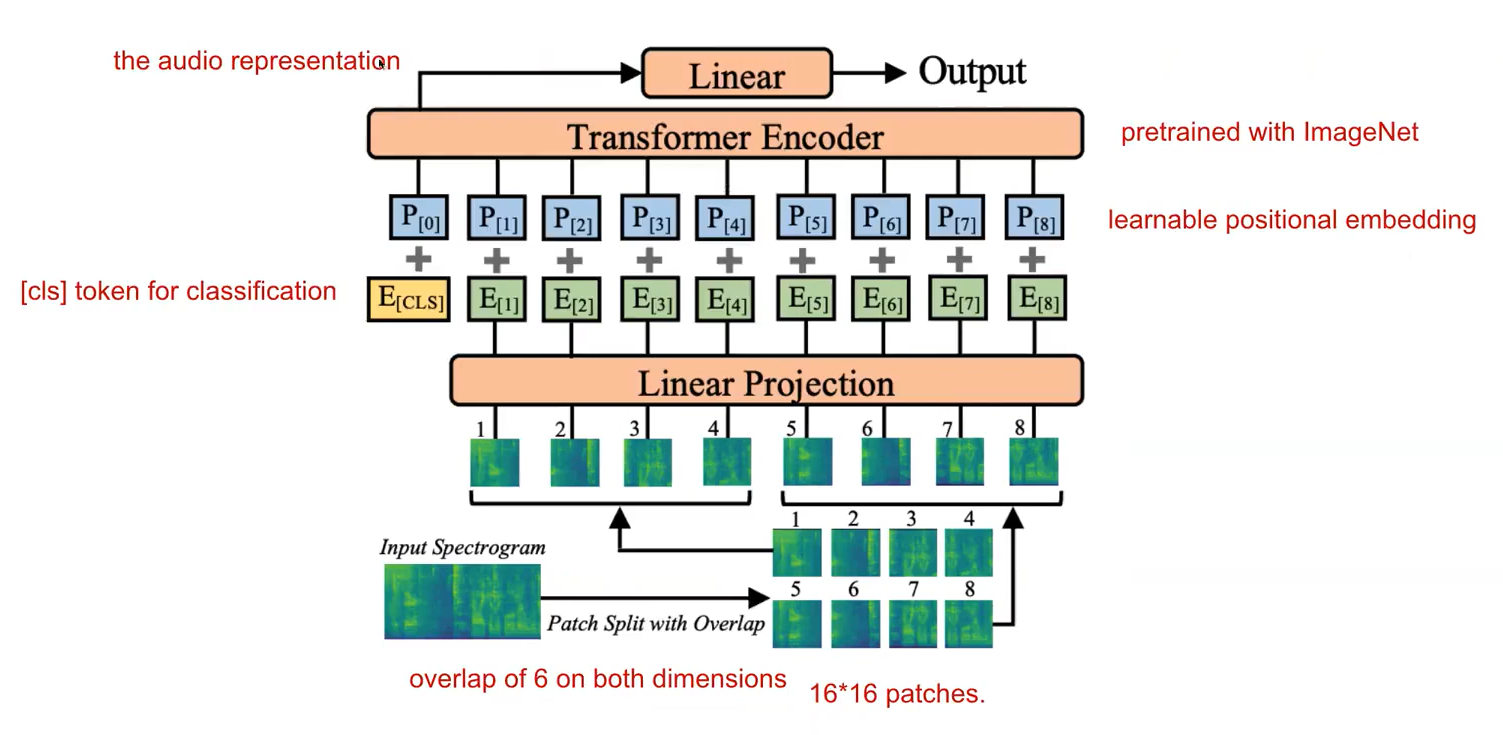 the audio representation
Linear
Output
Transformer Encoder
pretrained with ImageNet
P[0] P[1] P[2] P[3] P[4] P[5] P[6] P[7] P[8]
learnable positional embedding
+ + + + + + + + +
[cls] token for classification
E[CLS] E[1] E[2] E[3] E[4] E[5] E[6] E[7] E[8]
Linear Projection
1 2 3 4 5 6 7 8
1 2 3 4
Input Spectrogram
5 6 7 8
Patch Split with Overlap
overlap of 6 on both dimensions
16*16 patches.